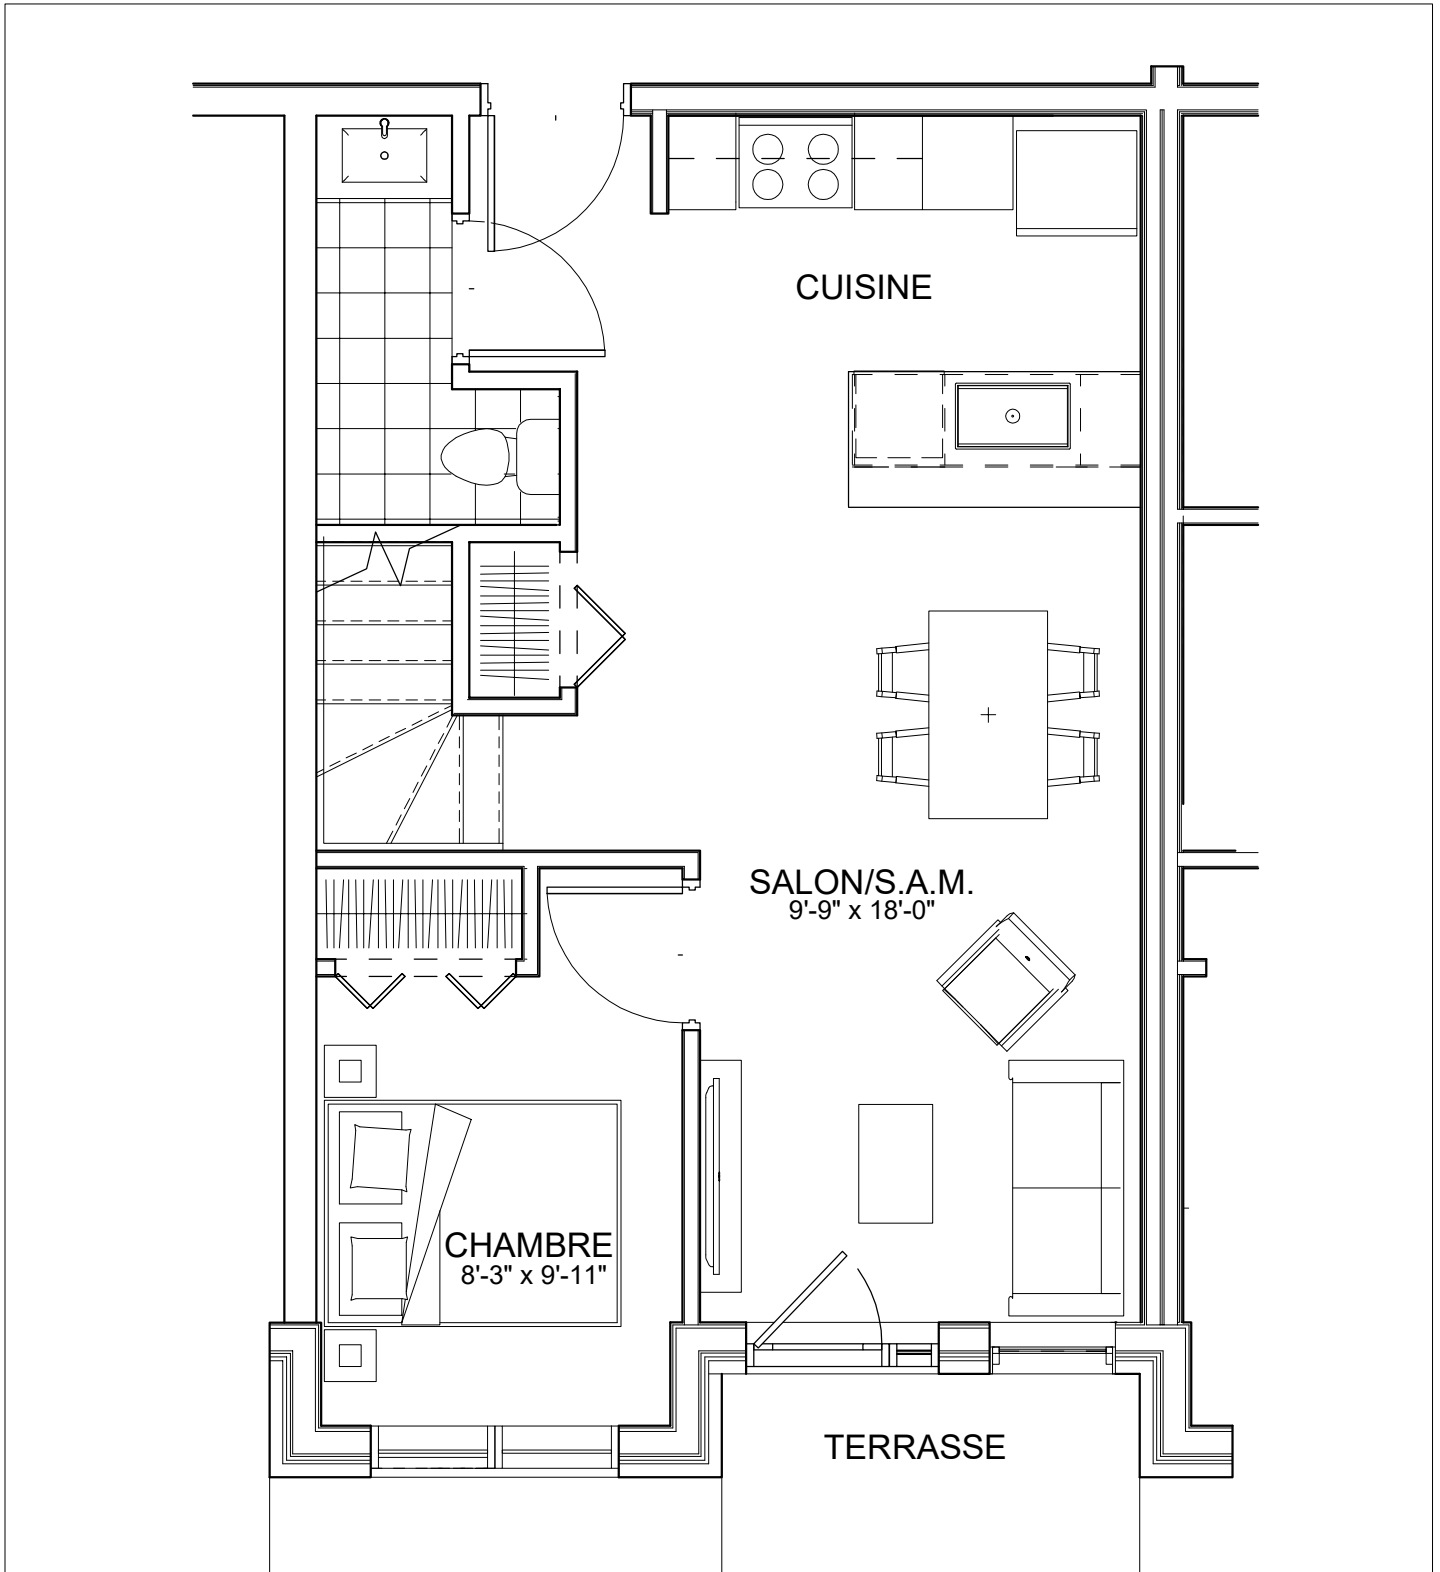 CUISINE
SALON/S.A.M.
9'-9" x 18'-0"
CHAMBRE
8'-3" x 9'-11"
TERRASSE